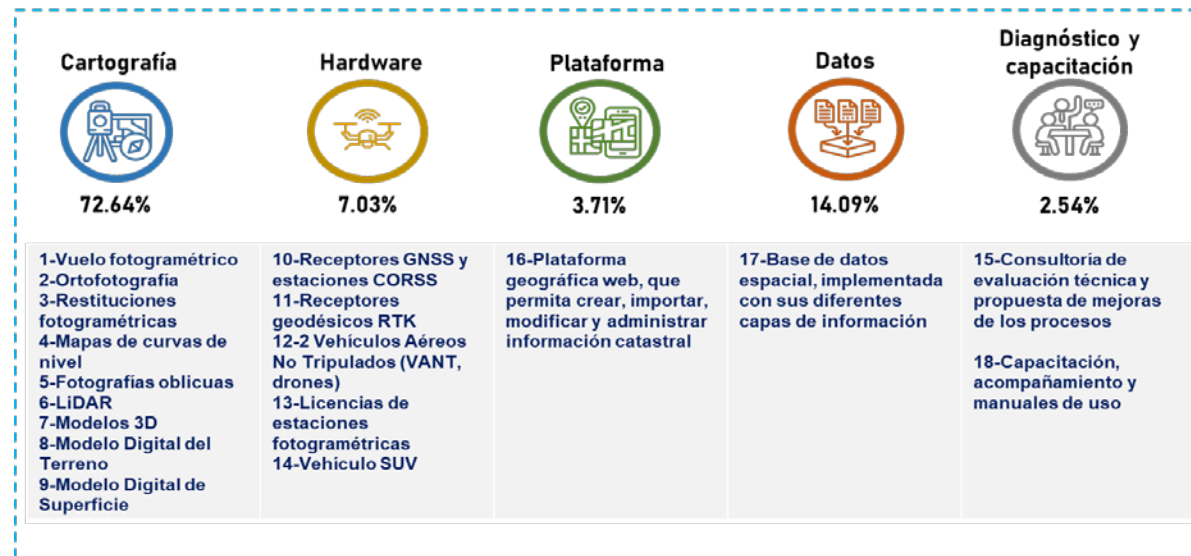 Cartografía
72.64%
Hardware
7.03%
Plataforma
3.71%
Datos
14.09%
Diagnóstico y
capacitación
2.54%
1-Vuelo fotogramétrico
2-Ortofotografía
3-Restituciones
fotogramétricas
4-Mapas de curvas de
nivel
5-Fotografías oblicuas
6-LiDAR
7-Modelos 3D
8-Modelo Digital del
Terreno
9-Modelo Digital de
Superficie
10-Receptores GNSS y
estaciones CORSS
11-Receptores
geodésicos RTK
12-2 Vehículos Aéreos
No Tripulados (VANT,
drones)
13-Licencias de
estaciones
fotogramétricas
14-Vehículo SUV
16-Plataforma
geográfica web, que
permita crear, importar,
modificar y administrar
información catastral
17-Base de datos
espacial, implementada
con sus diferentes
capas de información
15-Consultoría de
evaluación técnica y
propuesta de mejoras
de los procesos
18-Capacitación,
acompañamiento y
manuales de uso